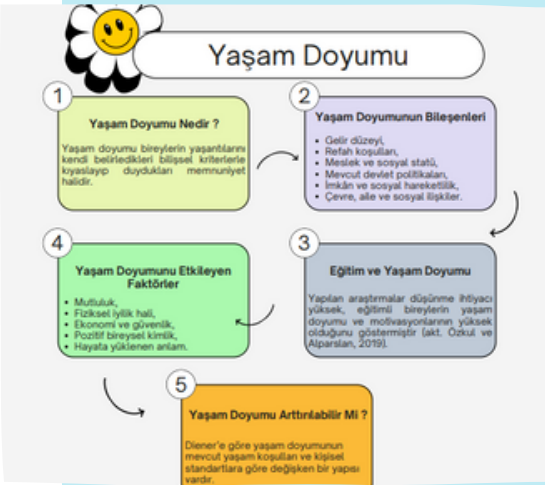 Yaşam Doyumu
1
Yaşam Doyumu Nedir ?
Yaşam doyumu bireylerin yaşantılarını
kendi belirledikleri bilişsel kriterlerle
kıyaslayıp duydukları memnuniyet
halidir.
2
Yaşam Doyumunun Bileşenleri
• Gelir düzeyi,
• Refah koşulları,
• Meslek ve sosyal statü,
• Mevcut devlet politikaları,
• İmkân ve sosyal hareketlilik,
• Çevre, aile ve sosyal ilişkiler.
3
Eğitim ve Yaşam Doyumu
Yapılan araştırmalar düşünme ihtiyacı
yüksek, eğitimli bireylerin yaşam
doyumu ve motivasyonlarının yüksek
olduğunu göstermiştir (akt. Özkul ve
Alparslan, 2019).
4
Yaşam Doyumunu Etkileyen
Faktörler
• Mutluluk,
• Fiziksel iyilik hali,
• Ekonomi ve güvenlik,
• Pozitif bireysel kimlik,
• Hayata yüklenen anlam.
5
Yaşam Doyumu Arttırılabilir Mi ?
Diener'e göre yaşam doyumunun
mevcut yaşam koşulları ve kişisel
standartlara göre değişken bir yapısı
vardır.